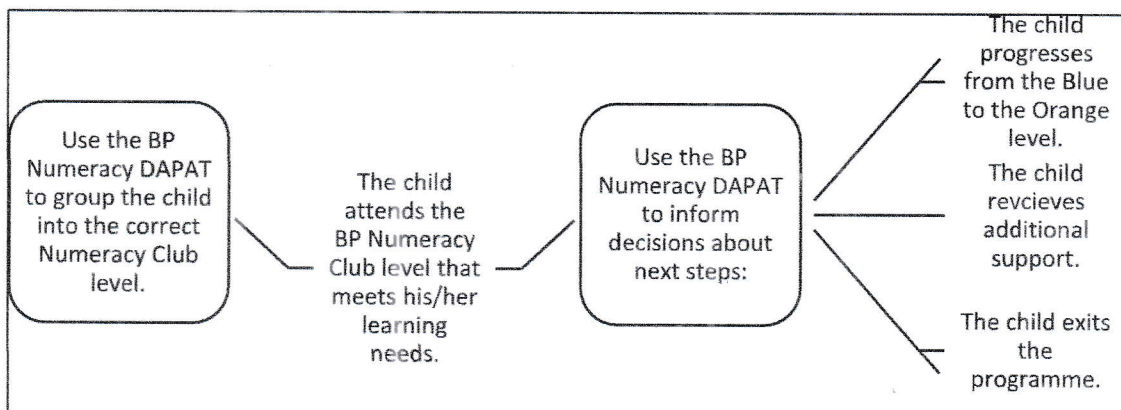 Use the BP
Numeracy DAPAT
to group the child
into the correct
Numeracy Club
level.
The child
attends the
BP Numeracy
Club level that
meets his/her
learning
needs.
Use the BP
Numeracy DAPAT
to inform
decisions about
next steps:
The child
progresses
from the Blue
to the Orange
level.
The child
revcieves
additional
support.
The child exits
the
programme.